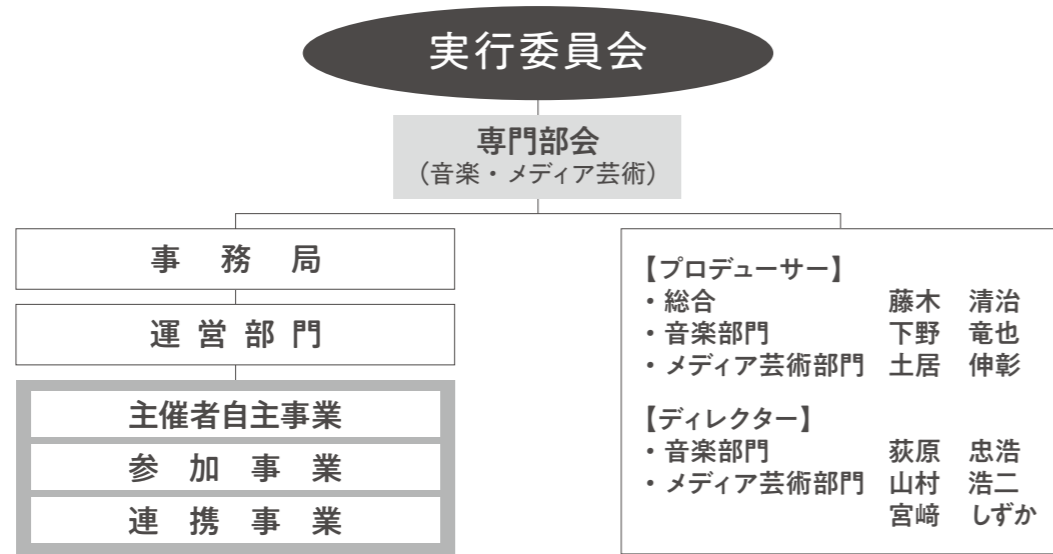 実行委員会
専門部会
（音楽・メディア芸術）
事務局
運営部門
主催者自主事業
参加事業
連携事業
【プロデューサー】
・総合 藤木 清治
・音楽部門 下野 竜也
・メディア芸術部門 土居 伸彰
【ディレクター】
・音楽部門 荻原 忠浩
・メディア芸術部門 山村 浩二
宮﨑 しずか